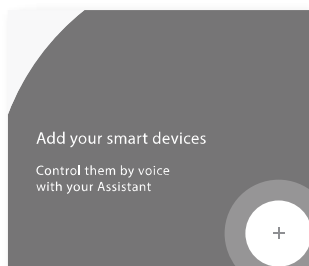 Add your smart devices
Control them by voice
with your Assistant